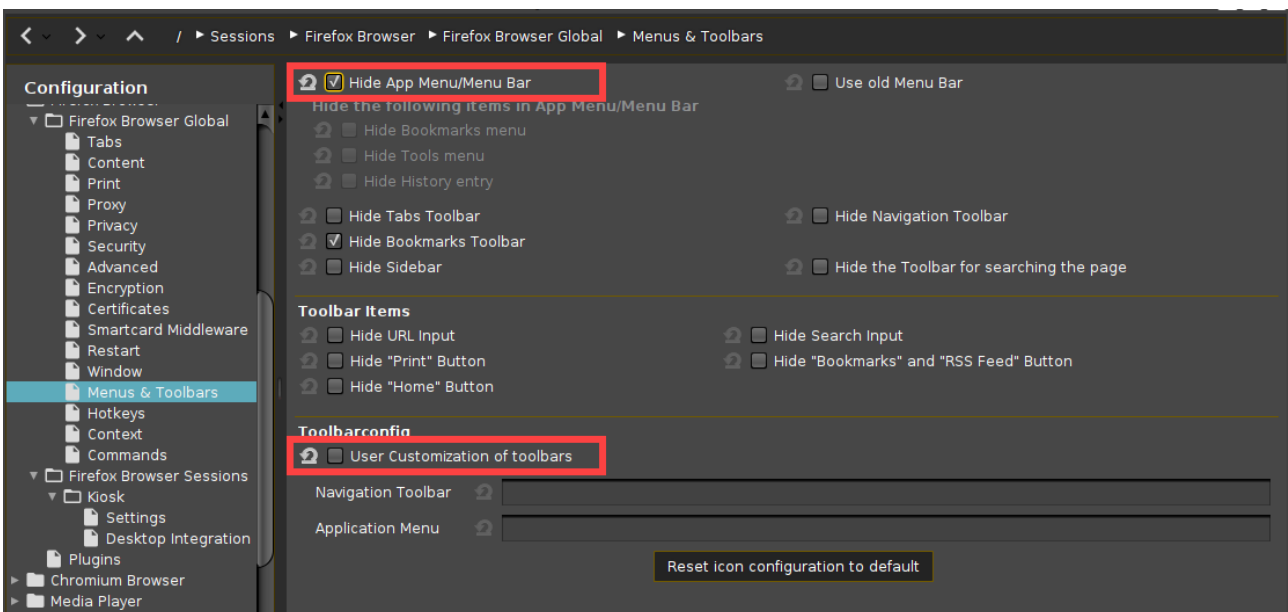 / Sessions Firefox Browser Firefox Browser Global Menus & Toolbars
Configuration
Firefox Browser
Firefox Browser Global
Tabs
Content
Print
Proxy
Privacy
Security
Advanced
Encryption
Certificates
Smartcard Middleware
Restart
Window
Menus & Toolbars
Hotkeys
Context
Commands
Firefox Browser Sessions
Kiosk
Settings
Desktop Integration
Plugins
Chromium Browser
Media Player
Hide App Menu/Menu Bar Use old Menu Bar
Hide the following items in App Menu/Menu Bar
Hide Bookmarks menu
Hide Tools menu
Hide History entry
Hide Tabs Toolbar Hide Navigation Toolbar
Hide Bookmarks Toolbar
Hide Sidebar Hide the Toolbar for searching the page
Toolbar Items
Hide URL Input Hide Search Input
Hide "Print" Button Hide "Bookmarks" and "RSS Feed" Button
Hide "Home" Button
Toolbarconfig
User Customization of toolbars
Navigation Toolbar
Application Menu
Reset icon configuration to default